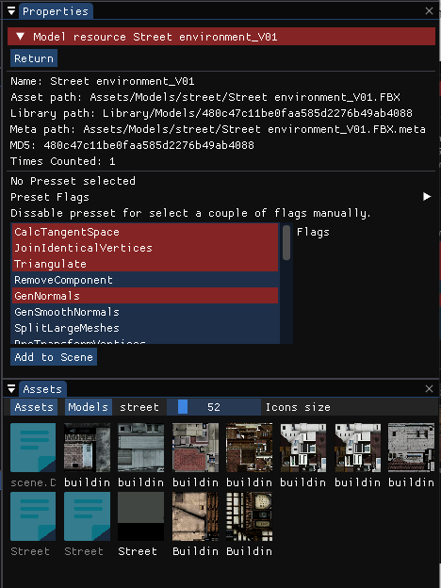 Properties
Model resource Street environment_V01
Return
Name: Street environment_V01
Asset path: Assets/Models/street/Street environment_V01.FBX
Library path: Library/Models/480c47c11be0faa585d2276b49ab4088
Meta path: Assets/Models/street/Street environment_V01.FBX.meta
MD5: 480c47c11be0faa585d2276b49ab4088
Times Counted: 1
No Presset selected
Preset Flags
Dissable presset for select a couple of flags manually.
CalcTangentSpace Flags
JoinIdenticalVertices
Triangulate
RemoveComponent
GenNormals
GenSmoothNormals
SplitLargeMeshes
PreTransformVertices
Add to Scene
Assets
Assets Models street 52 Icons size
scene.D buildin buildin buildin buildin buildin buildin buildin
Street Street Street Buildin Buildin